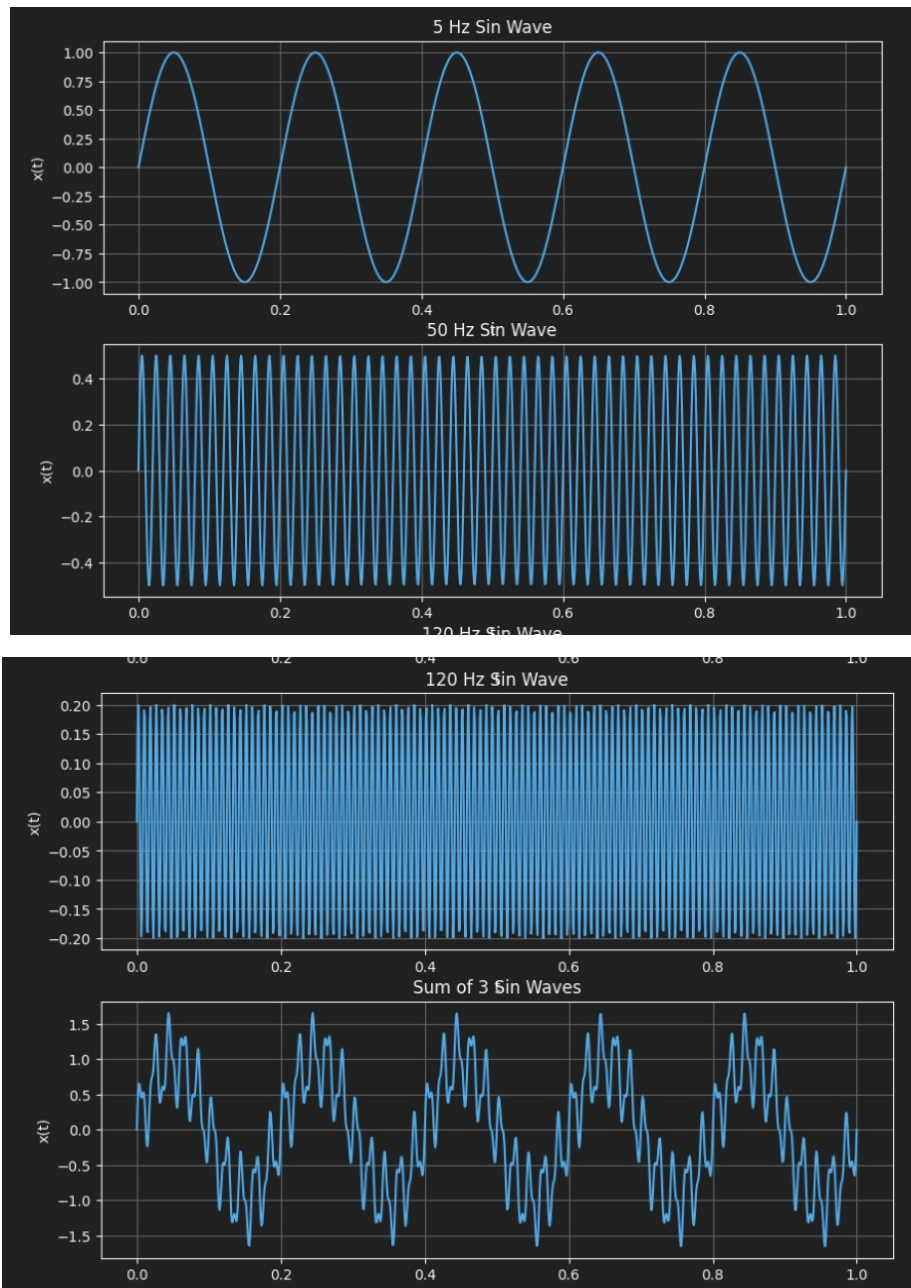 5 Hz Sin Wave
1.00
0.75
0.50
0.25
0.00
−0.25
−0.50
−0.75
−1.00
x(t)
0.0 0.2 0.4 0.6 0.8 1.0
t
50 Hz Sin Wave
0.4
0.2
0.0
−0.2
−0.4
x(t)
0.0 0.2 0.4 0.6 0.8 1.0
t
120 Hz Sin Wave
0.0 0.2 0.4 0.6 0.8 1.0
t
120 Hz Sin Wave
0.20
0.15
0.10
0.05
0.00
−0.05
−0.10
−0.15
−0.20
x(t)
0.0 0.2 0.4 0.6 0.8 1.0
t
Sum of 3 Sin Waves
1.5
1.0
0.5
0.0
−0.5
−1.0
−1.5
x(t)
0.0 0.2 0.4 0.6 0.8 1.0